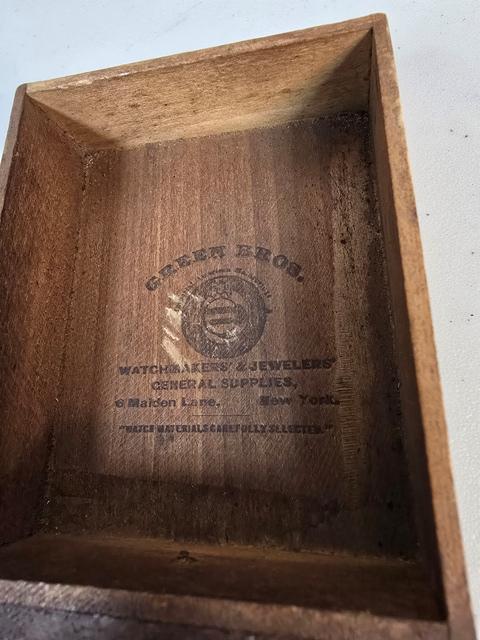 GREEN BROS.
WATCHMAKERS' & JEWELERS'
GENERAL SUPPLIES,
6 Maiden Lane, New York.
"WATCH MATERIALS CAREFULLY SELECTED."